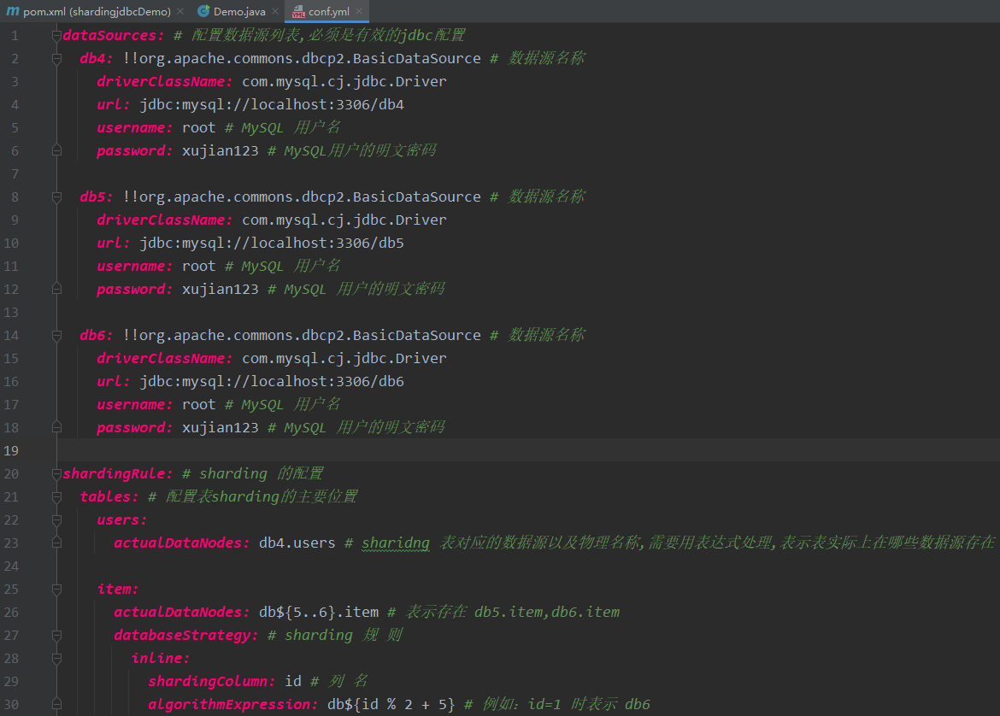 pom.xml (shardingjdbcDemo) Demo.java conf.yml
1 dataSources: # 配置数据源列表,必须是有效的jdbc配置
2 db4: !!org.apache.commons.dbcp2.BasicDataSource # 数据源名称
3 driverClassName: com.mysql.cj.jdbc.Driver
4 url: jdbc:mysql://localhost:3306/db4
5 username: root # MySQL 用户名
6 password: xujian123 # MySQL用户的明文密码
7
8 db5: !!org.apache.commons.dbcp2.BasicDataSource # 数据源名称
9 driverClassName: com.mysql.cj.jdbc.Driver
10 url: jdbc:mysql://localhost:3306/db5
11 username: root # MySQL 用户名
12 password: xujian123 # MySQL 用户的明文密码
13
14 db6: !!org.apache.commons.dbcp2.BasicDataSource # 数据源名称
15 driverClassName: com.mysql.cj.jdbc.Driver
16 url: jdbc:mysql://localhost:3306/db6
17 username: root # MySQL 用户名
18 password: xujian123 # MySQL 用户的明文密码
19
20 shardingRule: # sharding 的配置
21 tables: # 配置表sharding的主要位置
22 users:
23 actualDataNodes: db4.users # sharidng 表对应的数据源以及物理名称,需要用表达式处理,表示表实际上在哪些数据源存在
24
25 item:
26 actualDataNodes: db${5..6}.item # 表示存在 db5.item,db6.item
27 databaseStrategy: # sharding 规 则
28 inline:
29 shardingColumn: id # 列 名
30 algorithmExpression: db${id % 2 + 5} # 例如：id=1 时表示 db6